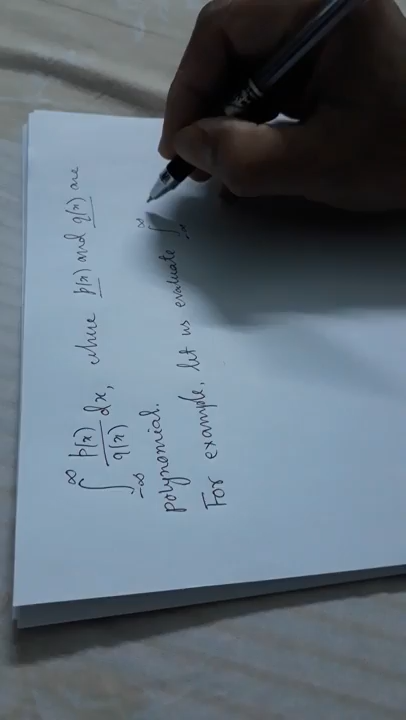 ∫_{-∞}^{∞} p(x)/q(x) dx, where p(x) and q(x) are
polynomial.
For example, let us evaluate ∫_{-∞}^{∞}